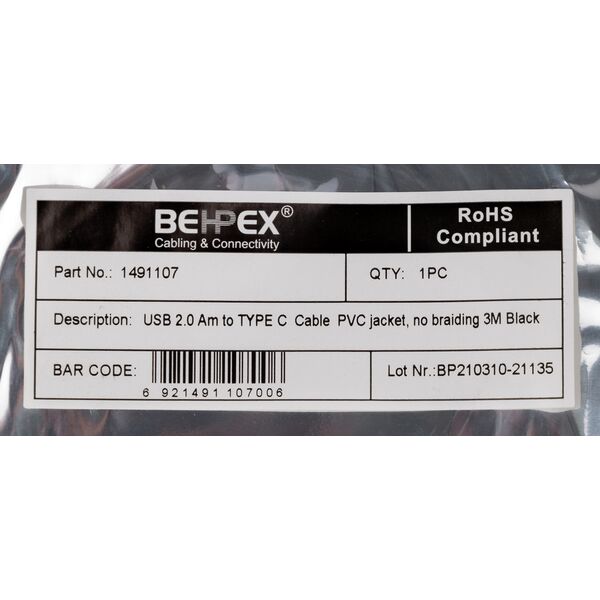 BEHPEX®
Cabling & Connectivity
RoHS
Compliant
Part No.: 1491107
QTY: 1PC
Description: USB 2.0 Am to TYPE C Cable PVC jacket, no braiding 3M Black
BAR CODE:
6 921491 107006
Lot Nr.:BP210310-21135